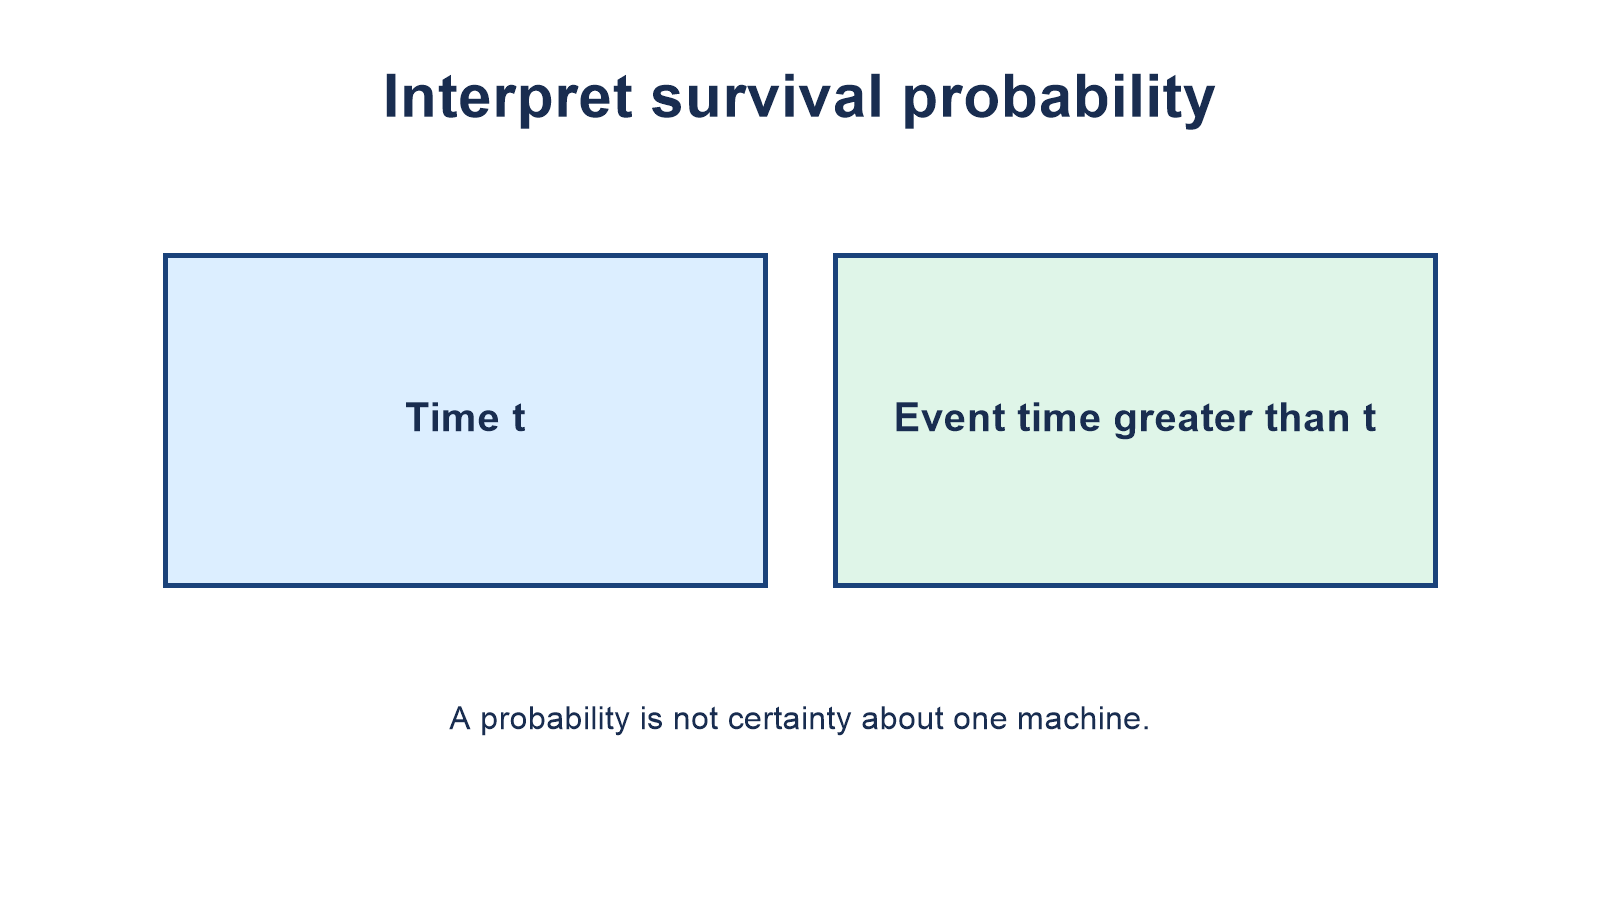 Interpret survival probability
Time t
Event time greater than t
A probability is not certainty about one machine.